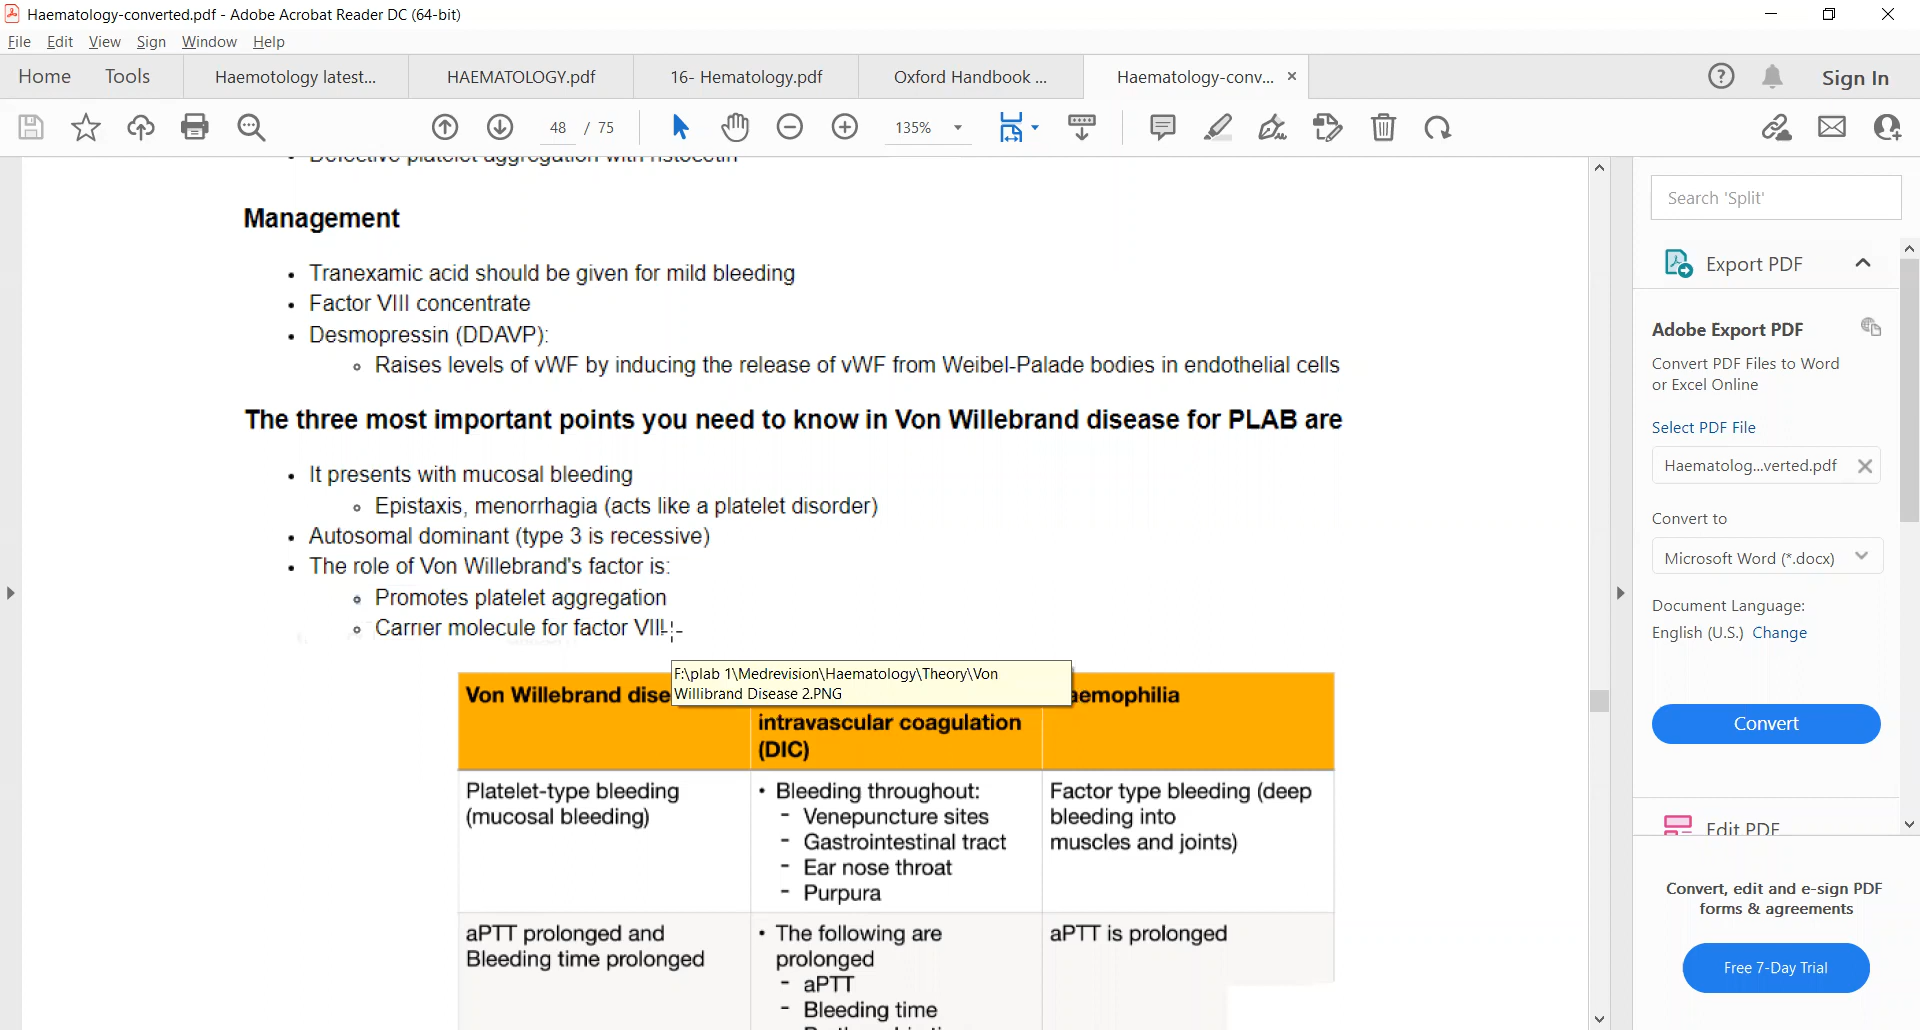 Haematology-converted.pdf - Adobe Acrobat Reader DC (64-bit)
File Edit View Sign Window Help
Home Tools Haemotology latest... HAEMATOLOGY.pdf 16- Hematology.pdf Oxford Handbook ... Haematology-conv... Sign In
48 / 75 135%
Defective platelet aggregation with ristocetin
Management
• Tranexamic acid should be given for mild bleeding
• Factor VIII concentrate
• Desmopressin (DDAVP):
∘ Raises levels of vWF by inducing the release of vWF from Weibel-Palade bodies in endothelial cells
The three most important points you need to know in Von Willebrand disease for PLAB are
• It presents with mucosal bleeding
∘ Epistaxis, menorrhagia (acts like a platelet disorder)
• Autosomal dominant (type 3 is recessive)
• The role of Von Willebrand's factor is:
∘ Promotes platelet aggregation
∘ Carrier molecule for factor VIII
F:\plab 1\Medrevision\Haematology\Theory\Von
Willibrand Disease 2.PNG
Von Willebrand dise
intravascular coagulation
(DIC)
aemophilia
Platelet-type bleeding
(mucosal bleeding)
• Bleeding throughout:
- Venepuncture sites
- Gastrointestinal tract
- Ear nose throat
- Purpura
Factor type bleeding (deep
bleeding into
muscles and joints)
aPTT prolonged and
Bleeding time prolonged
• The following are
prolonged
- aPTT
- Bleeding time
aPTT is prolonged
Search 'Split'
Export PDF
Adobe Export PDF
Convert PDF Files to Word
or Excel Online
Select PDF File
Haematolog...verted.pdf
Convert to
Microsoft Word (*.docx)
Document Language:
English (U.S.) Change
Convert
Edit PDF
Convert, edit and e-sign PDF
forms & agreements
Free 7-Day Trial